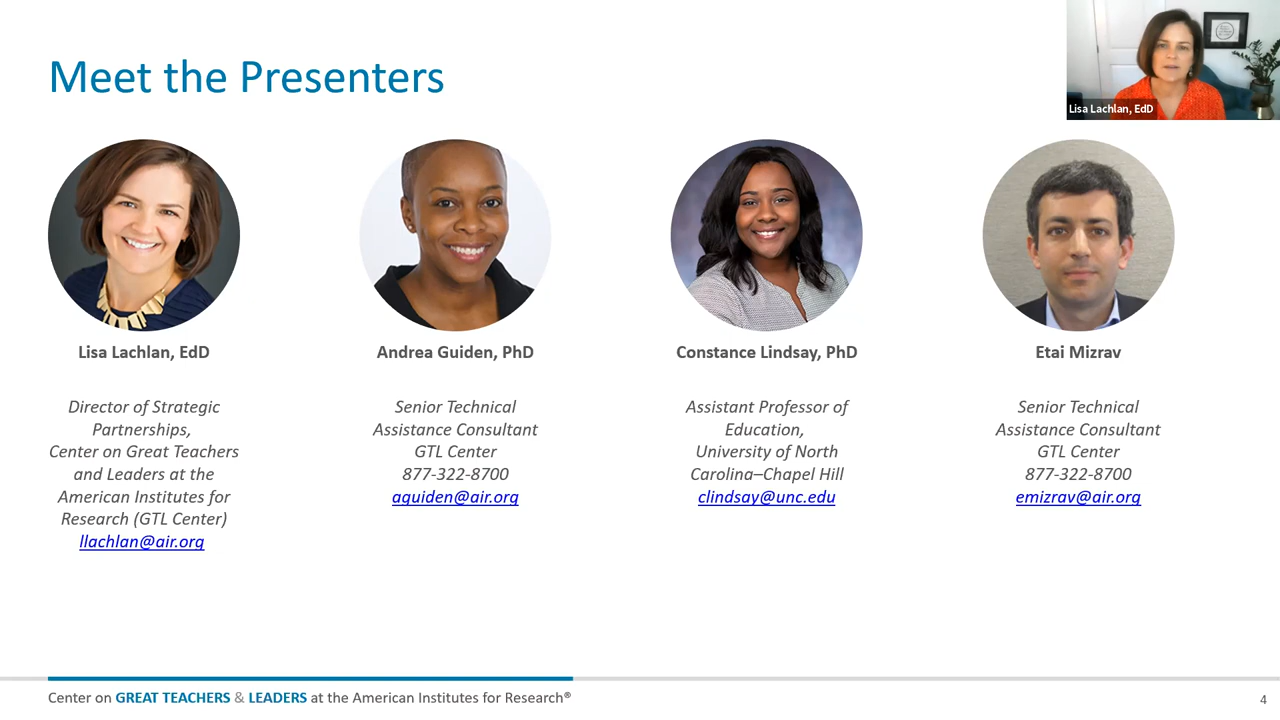 Meet the Presenters
Lisa Lachlan, EdD
Lisa Lachlan, EdD
Director of Strategic
Partnerships,
Center on Great Teachers
and Leaders at the
American Institutes for
Research (GTL Center)
llachlan@air.org
Andrea Guiden, PhD
Senior Technical
Assistance Consultant
GTL Center
877-322-8700
aguiden@air.org
Constance Lindsay, PhD
Assistant Professor of
Education,
University of North
Carolina–Chapel Hill
clindsay@unc.edu
Etai Mizrav
Senior Technical
Assistance Consultant
GTL Center
877-322-8700
emizrav@air.org
Center on GREAT TEACHERS & LEADERS at the American Institutes for Research®
4